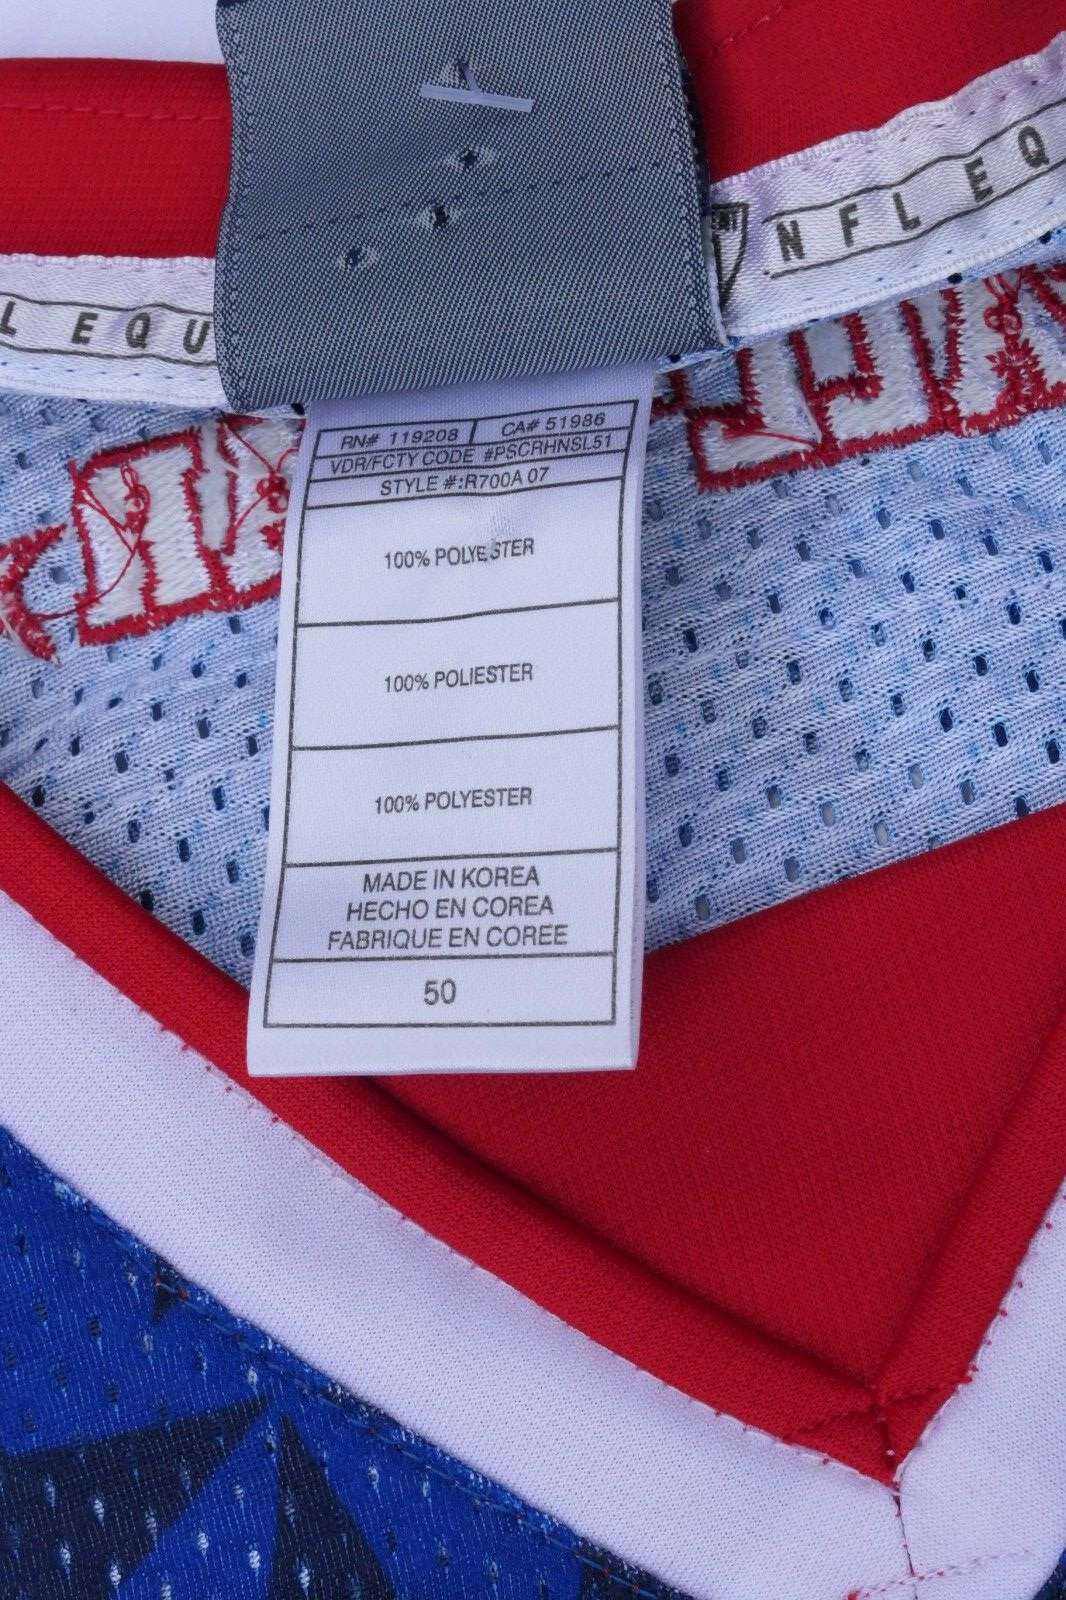 NFL EQ
L EQU
RN# 119208 CA# 51986
VDR/FCTY CODE #PSCRHNSL51
STYLE #:R700A 07
100% POLYESTER
100% POLIESTER
100% POLYESTER
MADE IN KOREA
HECHO EN COREA
FABRIQUE EN COREE
50